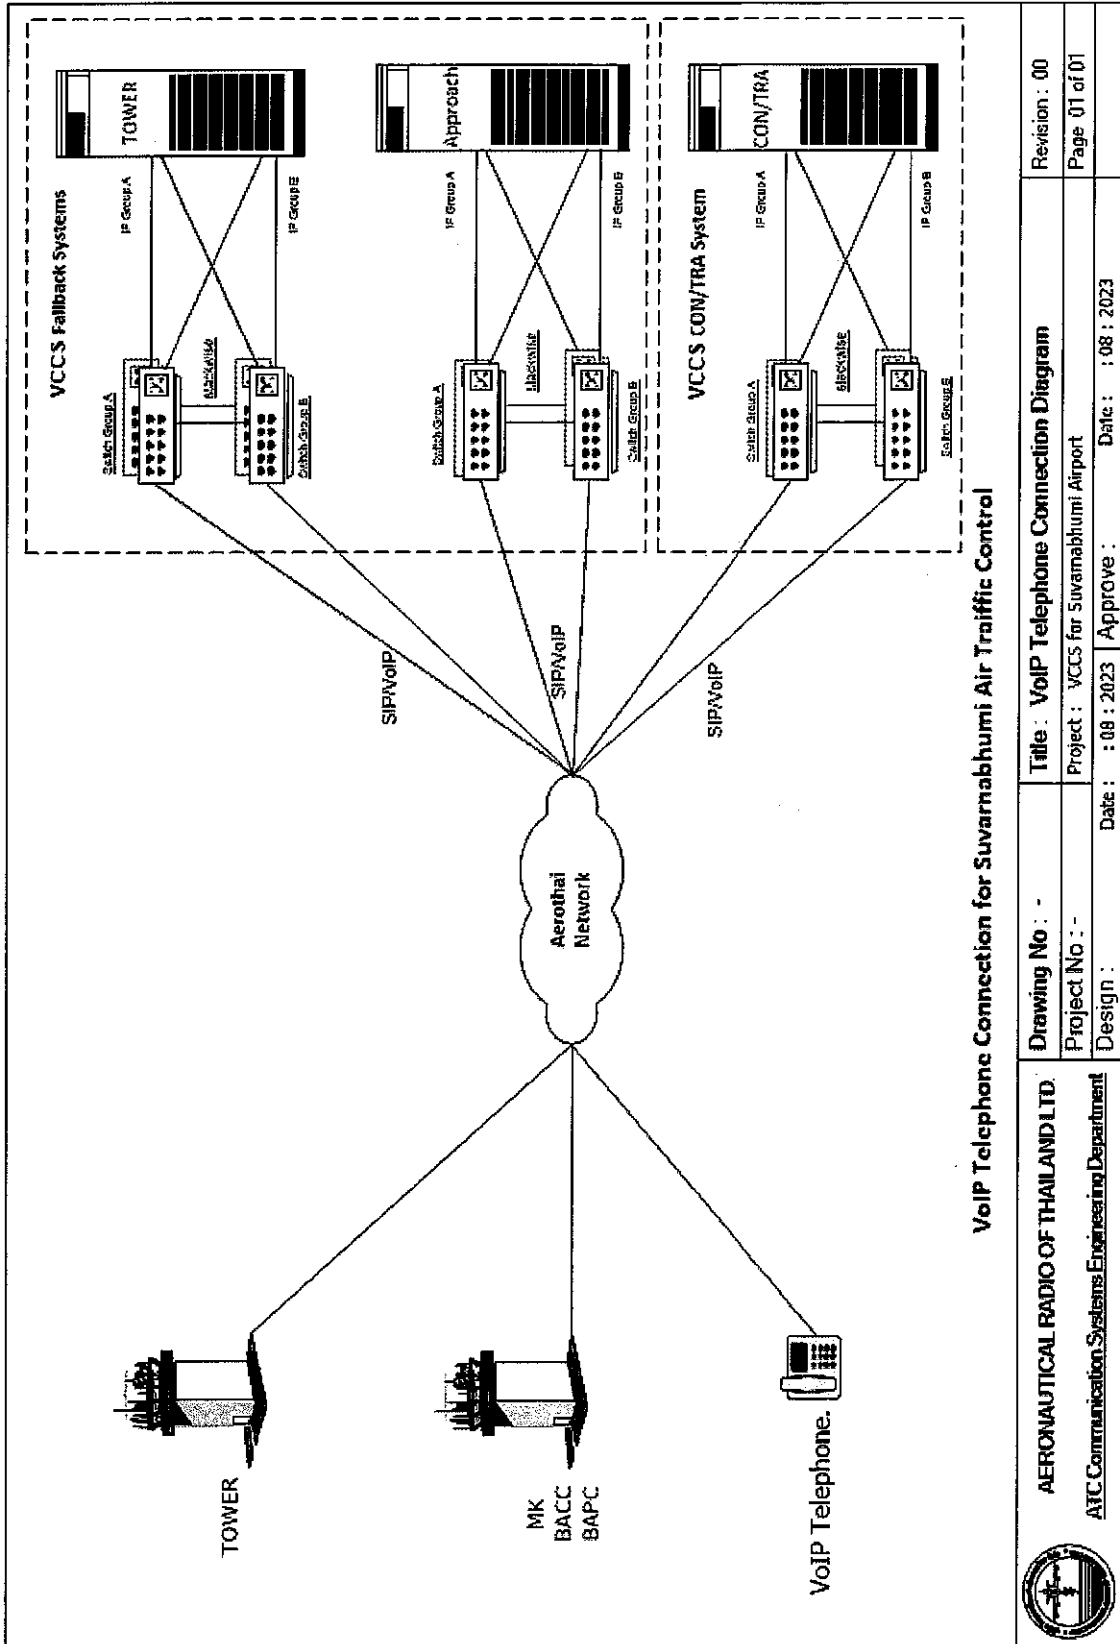 VCCS Fallback Systems
TOWER
IP Group A
IP Group B
Switch Group A
Stackwise
Switch Group B
Approach
IP Group A
IP Group B
Switch Group A
Stackwise
Switch Group B
VCCS CON/TRA System
CON/TRA
IP Group A
IP Group B
Switch Group A
Stackwise
Switch Group B
SIP/VoIP
SIP/VoIP
SIP/VoIP
Aerothai
Network
TOWER
MK
BACC
BAPC
VoIP Telephone.
VoIP Telephone Connection for Suvarnabhumi Air Traffic Control
AERONAUTICAL RADIO OF THAILAND LTD.
ATC Communication Systems Engineering Department
Drawing No : -
Title : VoIP Telephone Connection Diagram
Revision : 00
Project No : -
Project : VCCS for Suvarnabhumi Airport
Page 01 of 01
Design :
Date : : 08 : 2023
Approve :
Date : : 08 : 2023